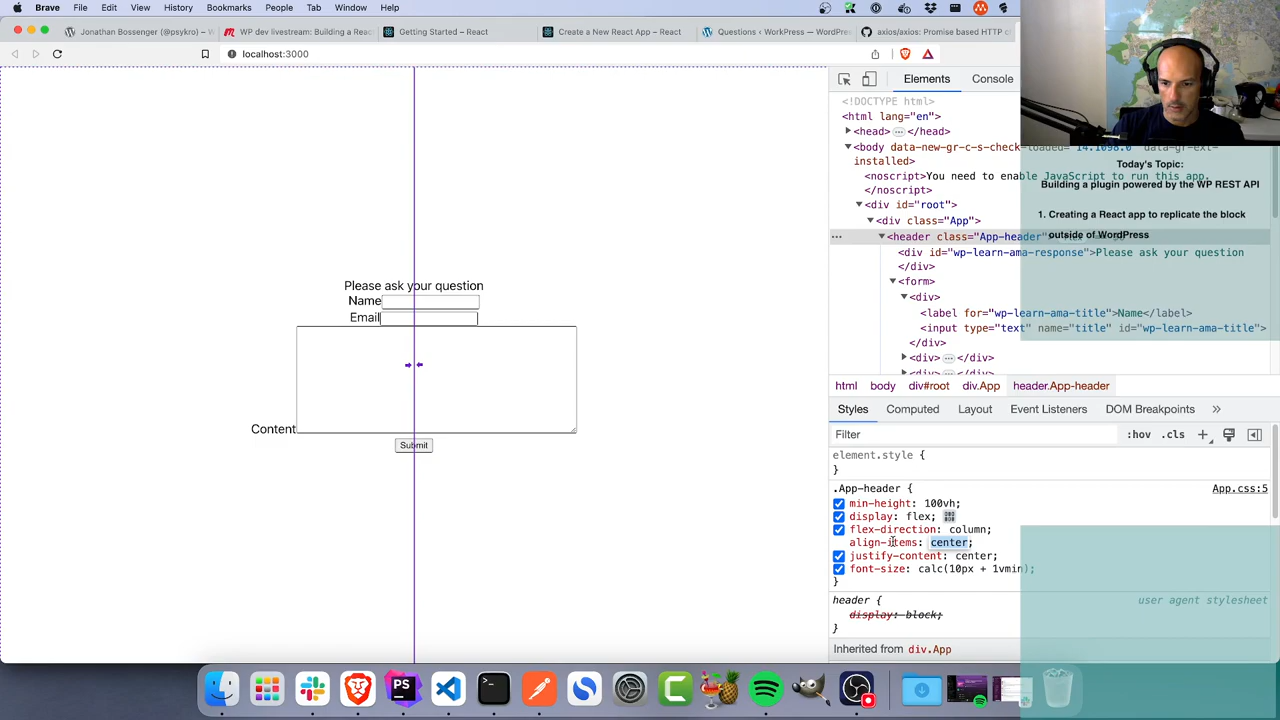 Brave File Edit View History Bookmarks People Tab Window Help
Jonathan Bossenger (@psykro) – W
WP dev livestream: Building a Reac
Getting Started – React
Create a New React App – React
Questions ‹ WorkPress — WordPre
axios/axios: Promise based HTTP c
localhost:3000
Elements
Console
<!DOCTYPE html>
<html lang="en">
<head> … </head>
<body data-new-gr-c-s-check-loaded="14.1098.0" data-gr-ext-
installed>
<noscript>You need to enable JavaScript to run this app.
</noscript>
<div id="root">
<div class="App">
… <header class="App-header">
<div id="wp-learn-ama-response">Please ask your question
</div>
<form>
<div>
<label for="wp-learn-ama-title">Name</label>
<input type="text" name="title" id="wp-learn-ama-title">
</div>
<div> … </div>
<div> … </div>
html body div#root div.App header.App-header
Styles Computed Layout Event Listeners DOM Breakpoints »
Filter :hov .cls
element.style {
}
.App-header { App.css:5
min-height: 100vh;
display: flex;
flex-direction: column;
align-items: center;
justify-content: center;
font-size: calc(10px + 1vmin);
}
header { user agent stylesheet
display: block;
}
Inherited from div.App
Please ask your question
Name
Email
Content
Submit
Today's Topic:
Building a plugin powered by the WP REST API
1. Creating a React app to replicate the block
outside of WordPress
PS